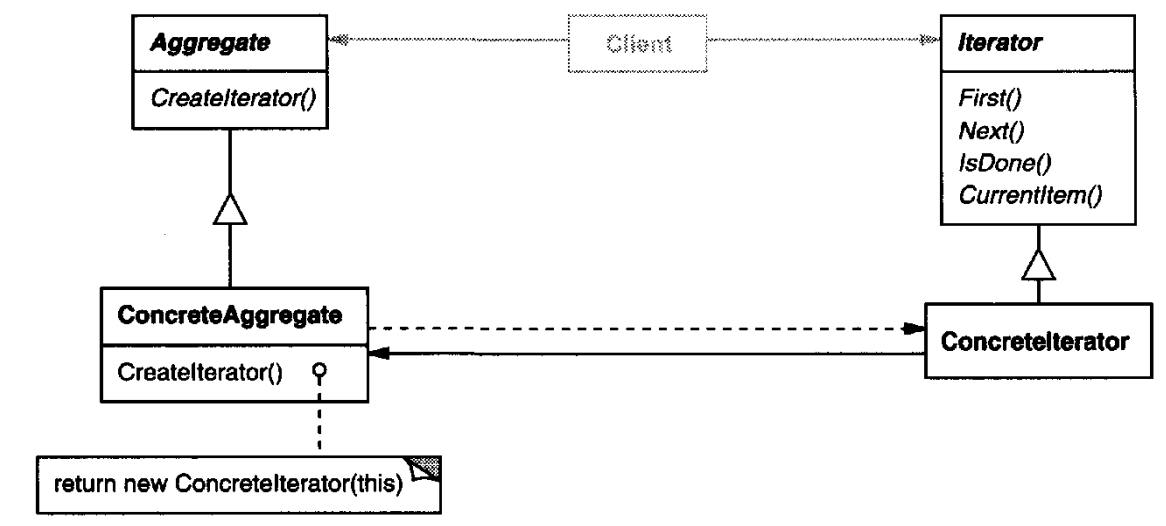 Aggregate
CreateIterator()
Client
Iterator
First()
Next()
IsDone()
CurrentItem()
ConcreteAggregate
CreateIterator()
ConcreteIterator
return new ConcreteIterator(this)